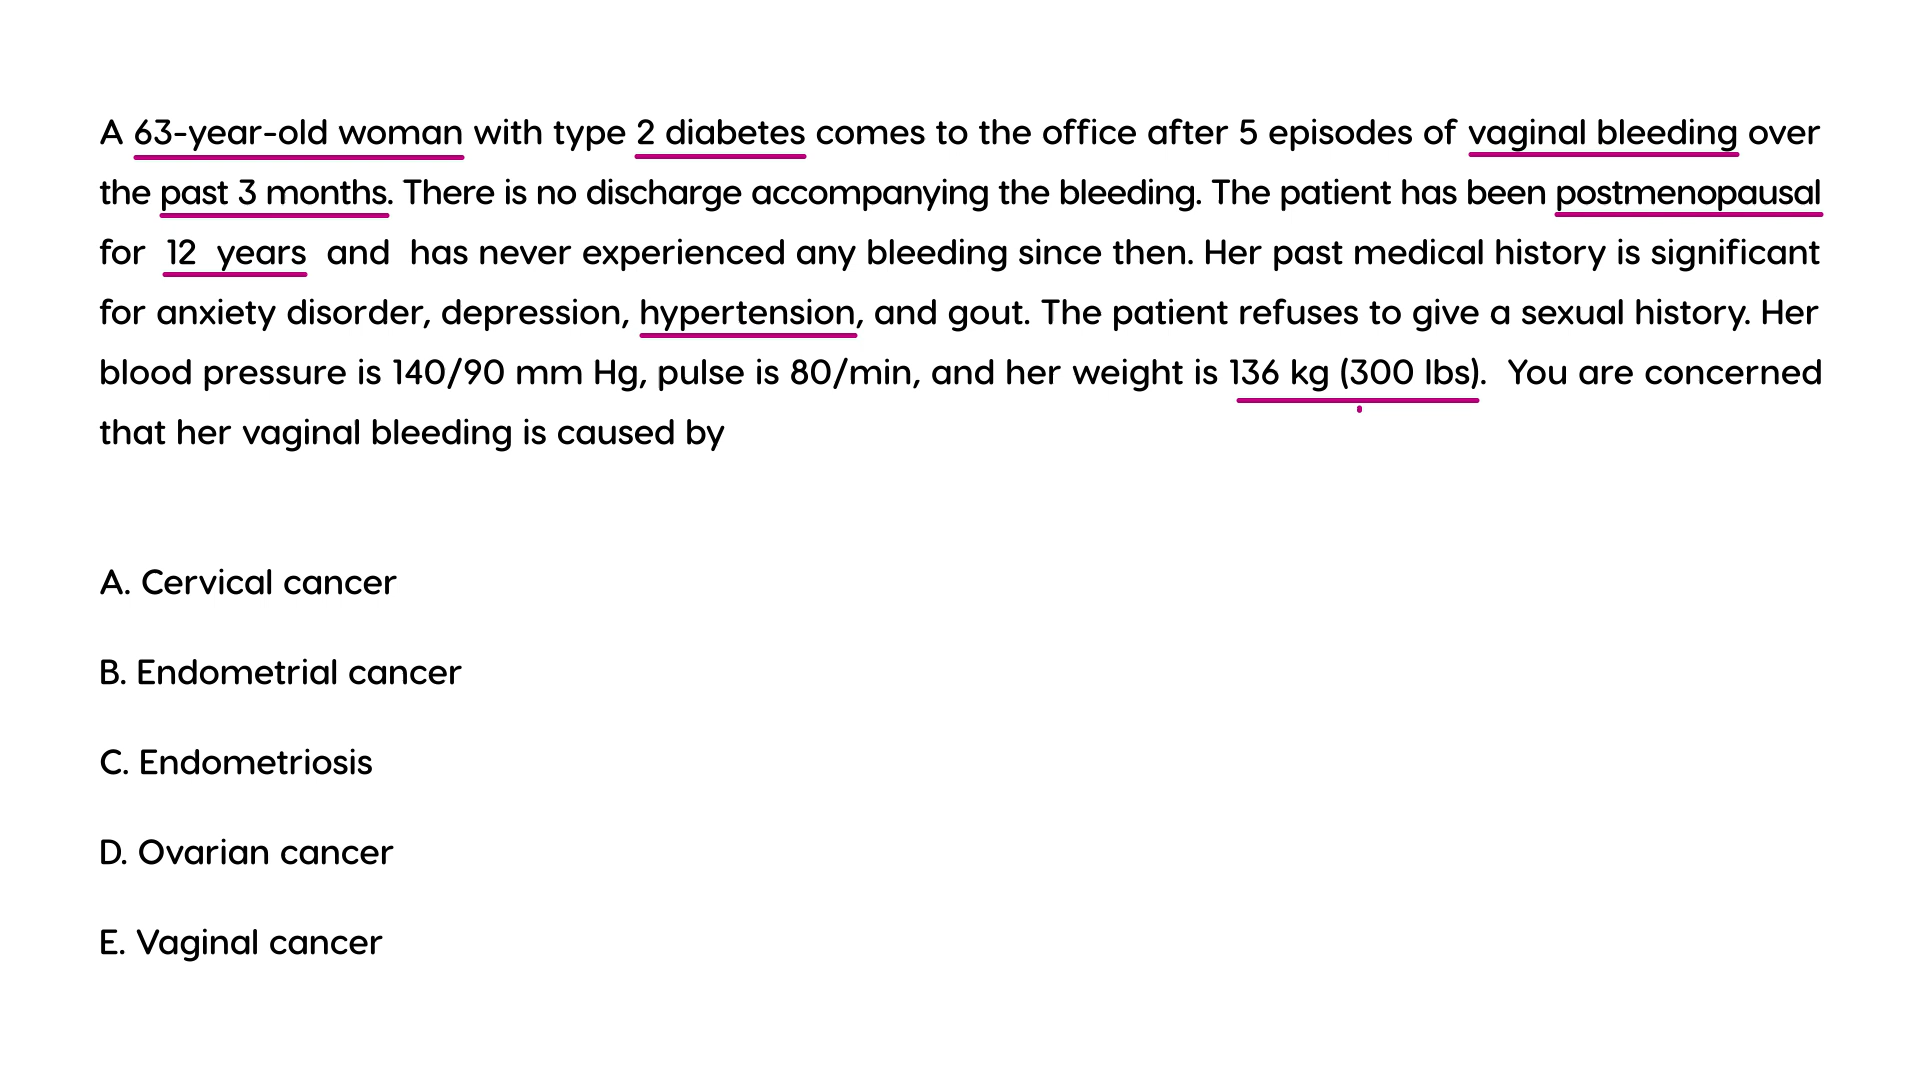 A 63-year-old woman with type 2 diabetes comes to the office after 5 episodes of vaginal bleeding over
the past 3 months. There is no discharge accompanying the bleeding. The patient has been postmenopausal
for 12 years and has never experienced any bleeding since then. Her past medical history is significant
for anxiety disorder, depression, hypertension, and gout. The patient refuses to give a sexual history. Her
blood pressure is 140/90 mm Hg, pulse is 80/min, and her weight is 136 kg (300 lbs). You are concerned
that her vaginal bleeding is caused by
A. Cervical cancer
B. Endometrial cancer
C. Endometriosis
D. Ovarian cancer
E. Vaginal cancer